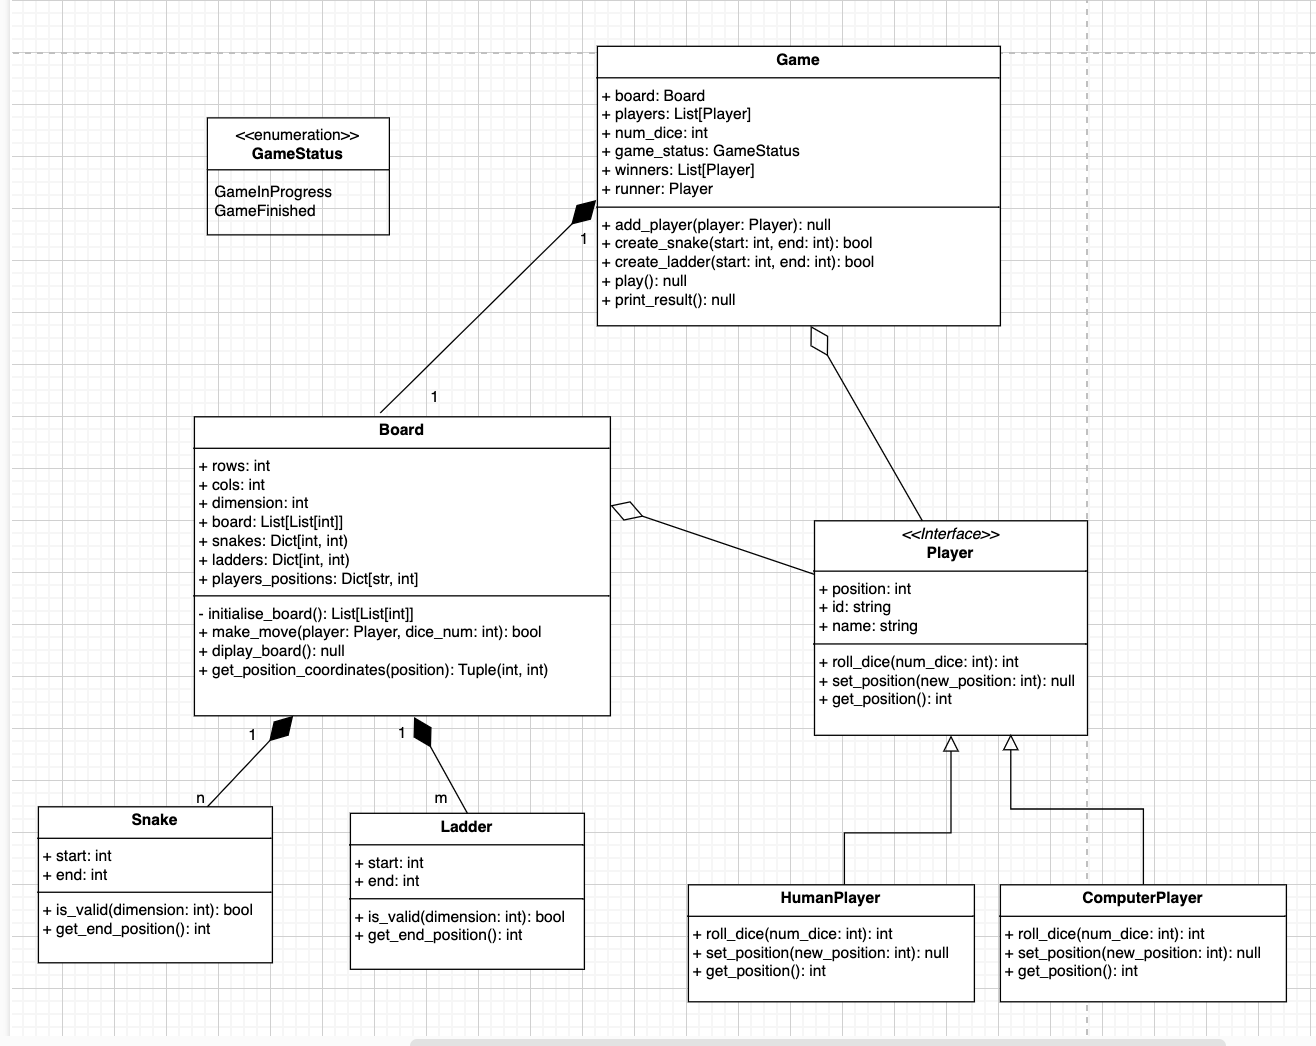 Game
+ board: Board
+ players: List[Player]
+ num_dice: int
+ game_status: GameStatus
+ winners: List[Player]
+ runner: Player
+ add_player(player: Player): null
+ create_snake(start: int, end: int): bool
+ create_ladder(start: int, end: int): bool
+ play(): null
+ print_result(): null
<<enumeration>>
GameStatus
GameInProgress
GameFinished
1
1
Board
+ rows: int
+ cols: int
+ dimension: int
+ board: List[List[int]]
+ snakes: Dict[int, int)
+ ladders: Dict[int, int)
+ players_positions: Dict[str, int]
- initialise_board(): List[List[int]]
+ make_move(player: Player, dice_num: int): bool
+ diplay_board(): null
+ get_position_coordinates(position): Tuple(int, int)
<<Interface>>
Player
+ position: int
+ id: string
+ name: string
+ roll_dice(num_dice: int): int
+ set_position(new_position: int): null
+ get_position(): int
1
n
1
m
Snake
+ start: int
+ end: int
+ is_valid(dimension: int): bool
+ get_end_position(): int
Ladder
+ start: int
+ end: int
+ is_valid(dimension: int): bool
+ get_end_position(): int
HumanPlayer
+ roll_dice(num_dice: int): int
+ set_position(new_position: int): null
+ get_position(): int
ComputerPlayer
+ roll_dice(num_dice: int): int
+ set_position(new_position: int): null
+ get_position(): int